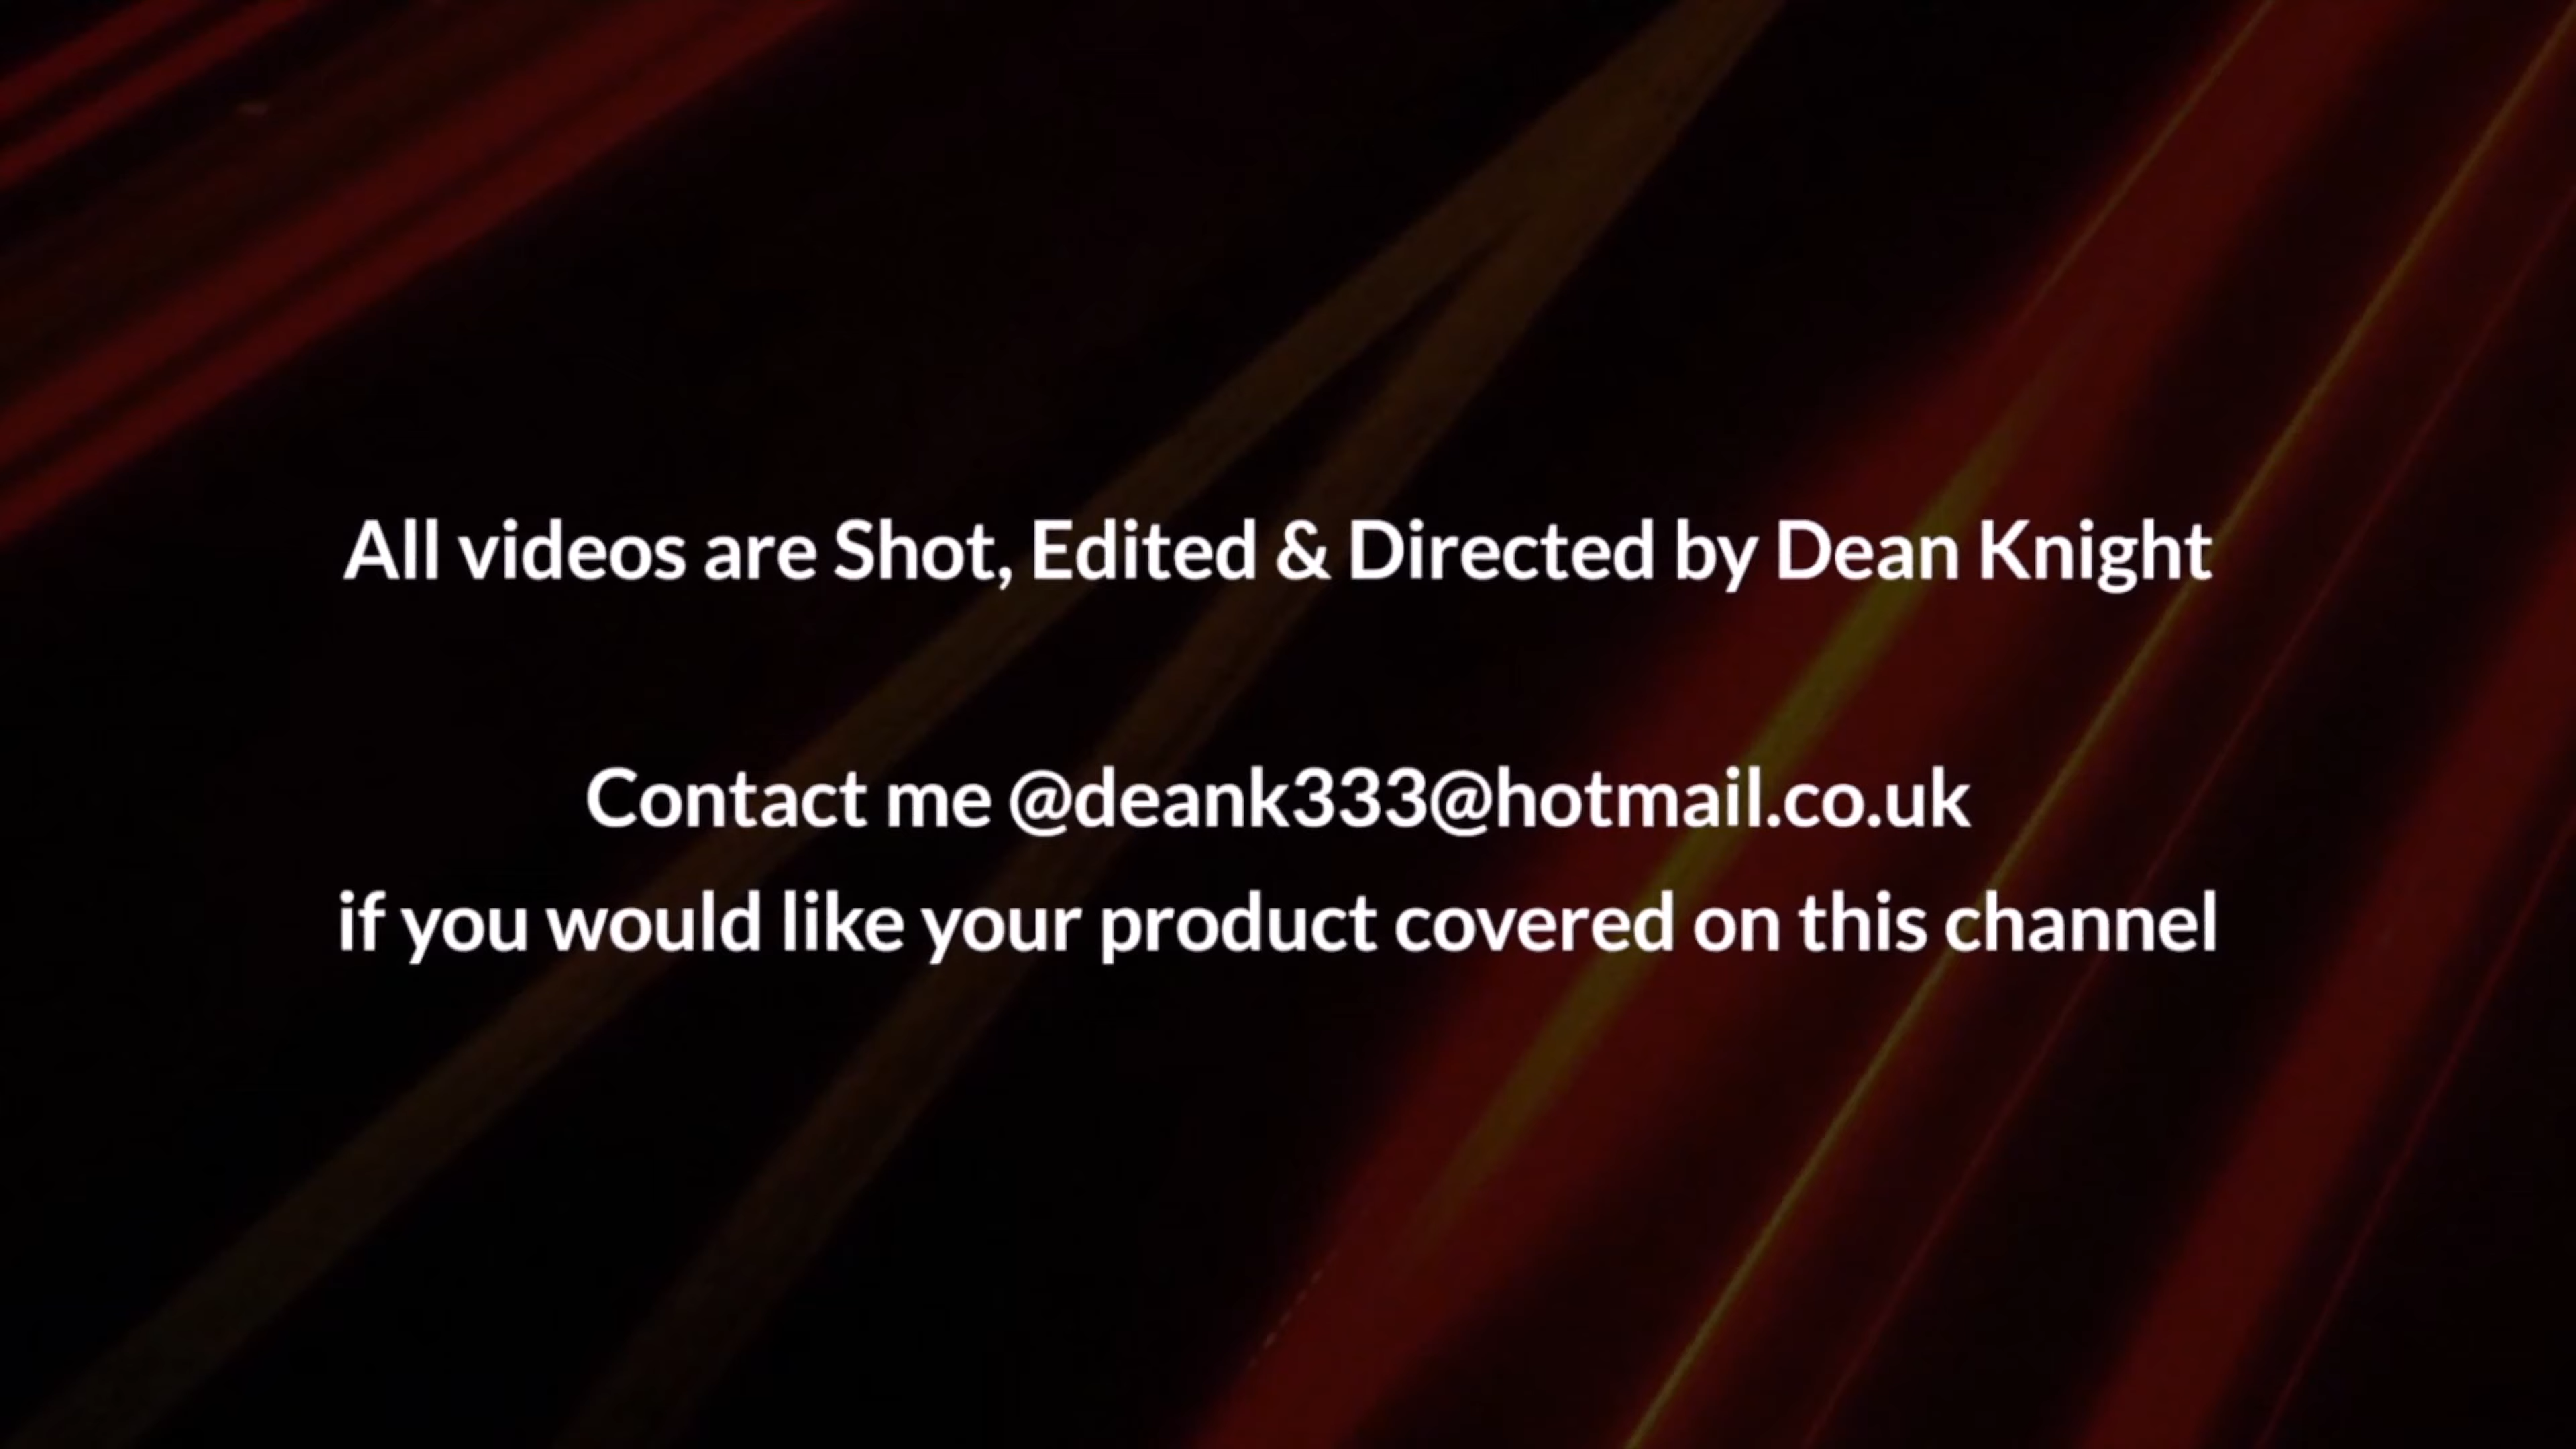 All videos are Shot, Edited & Directed by Dean Knight
Contact me @deank333@hotmail.co.uk
if you would like your product covered on this channel